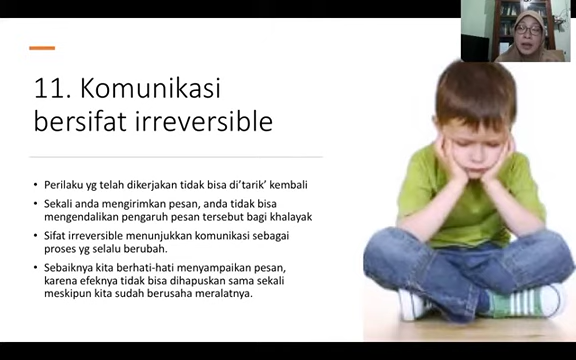 11. Komunikasi
bersifat irreversible
• Perilaku yg telah dikerjakan tidak bisa di'tarik' kembali
• Sekali anda mengirimkan pesan, anda tidak bisa
mengendalikan pengaruh pesan tersebut bagi khalayak
• Sifat irreversible menunjukkan komunikasi sebagai
proses yg selalu berubah.
• Sebaiknya kita berhati-hati menyampaikan pesan,
karena efeknya tidak bisa dihapuskan sama sekali
meskipun kita sudah berusaha meralatnya.